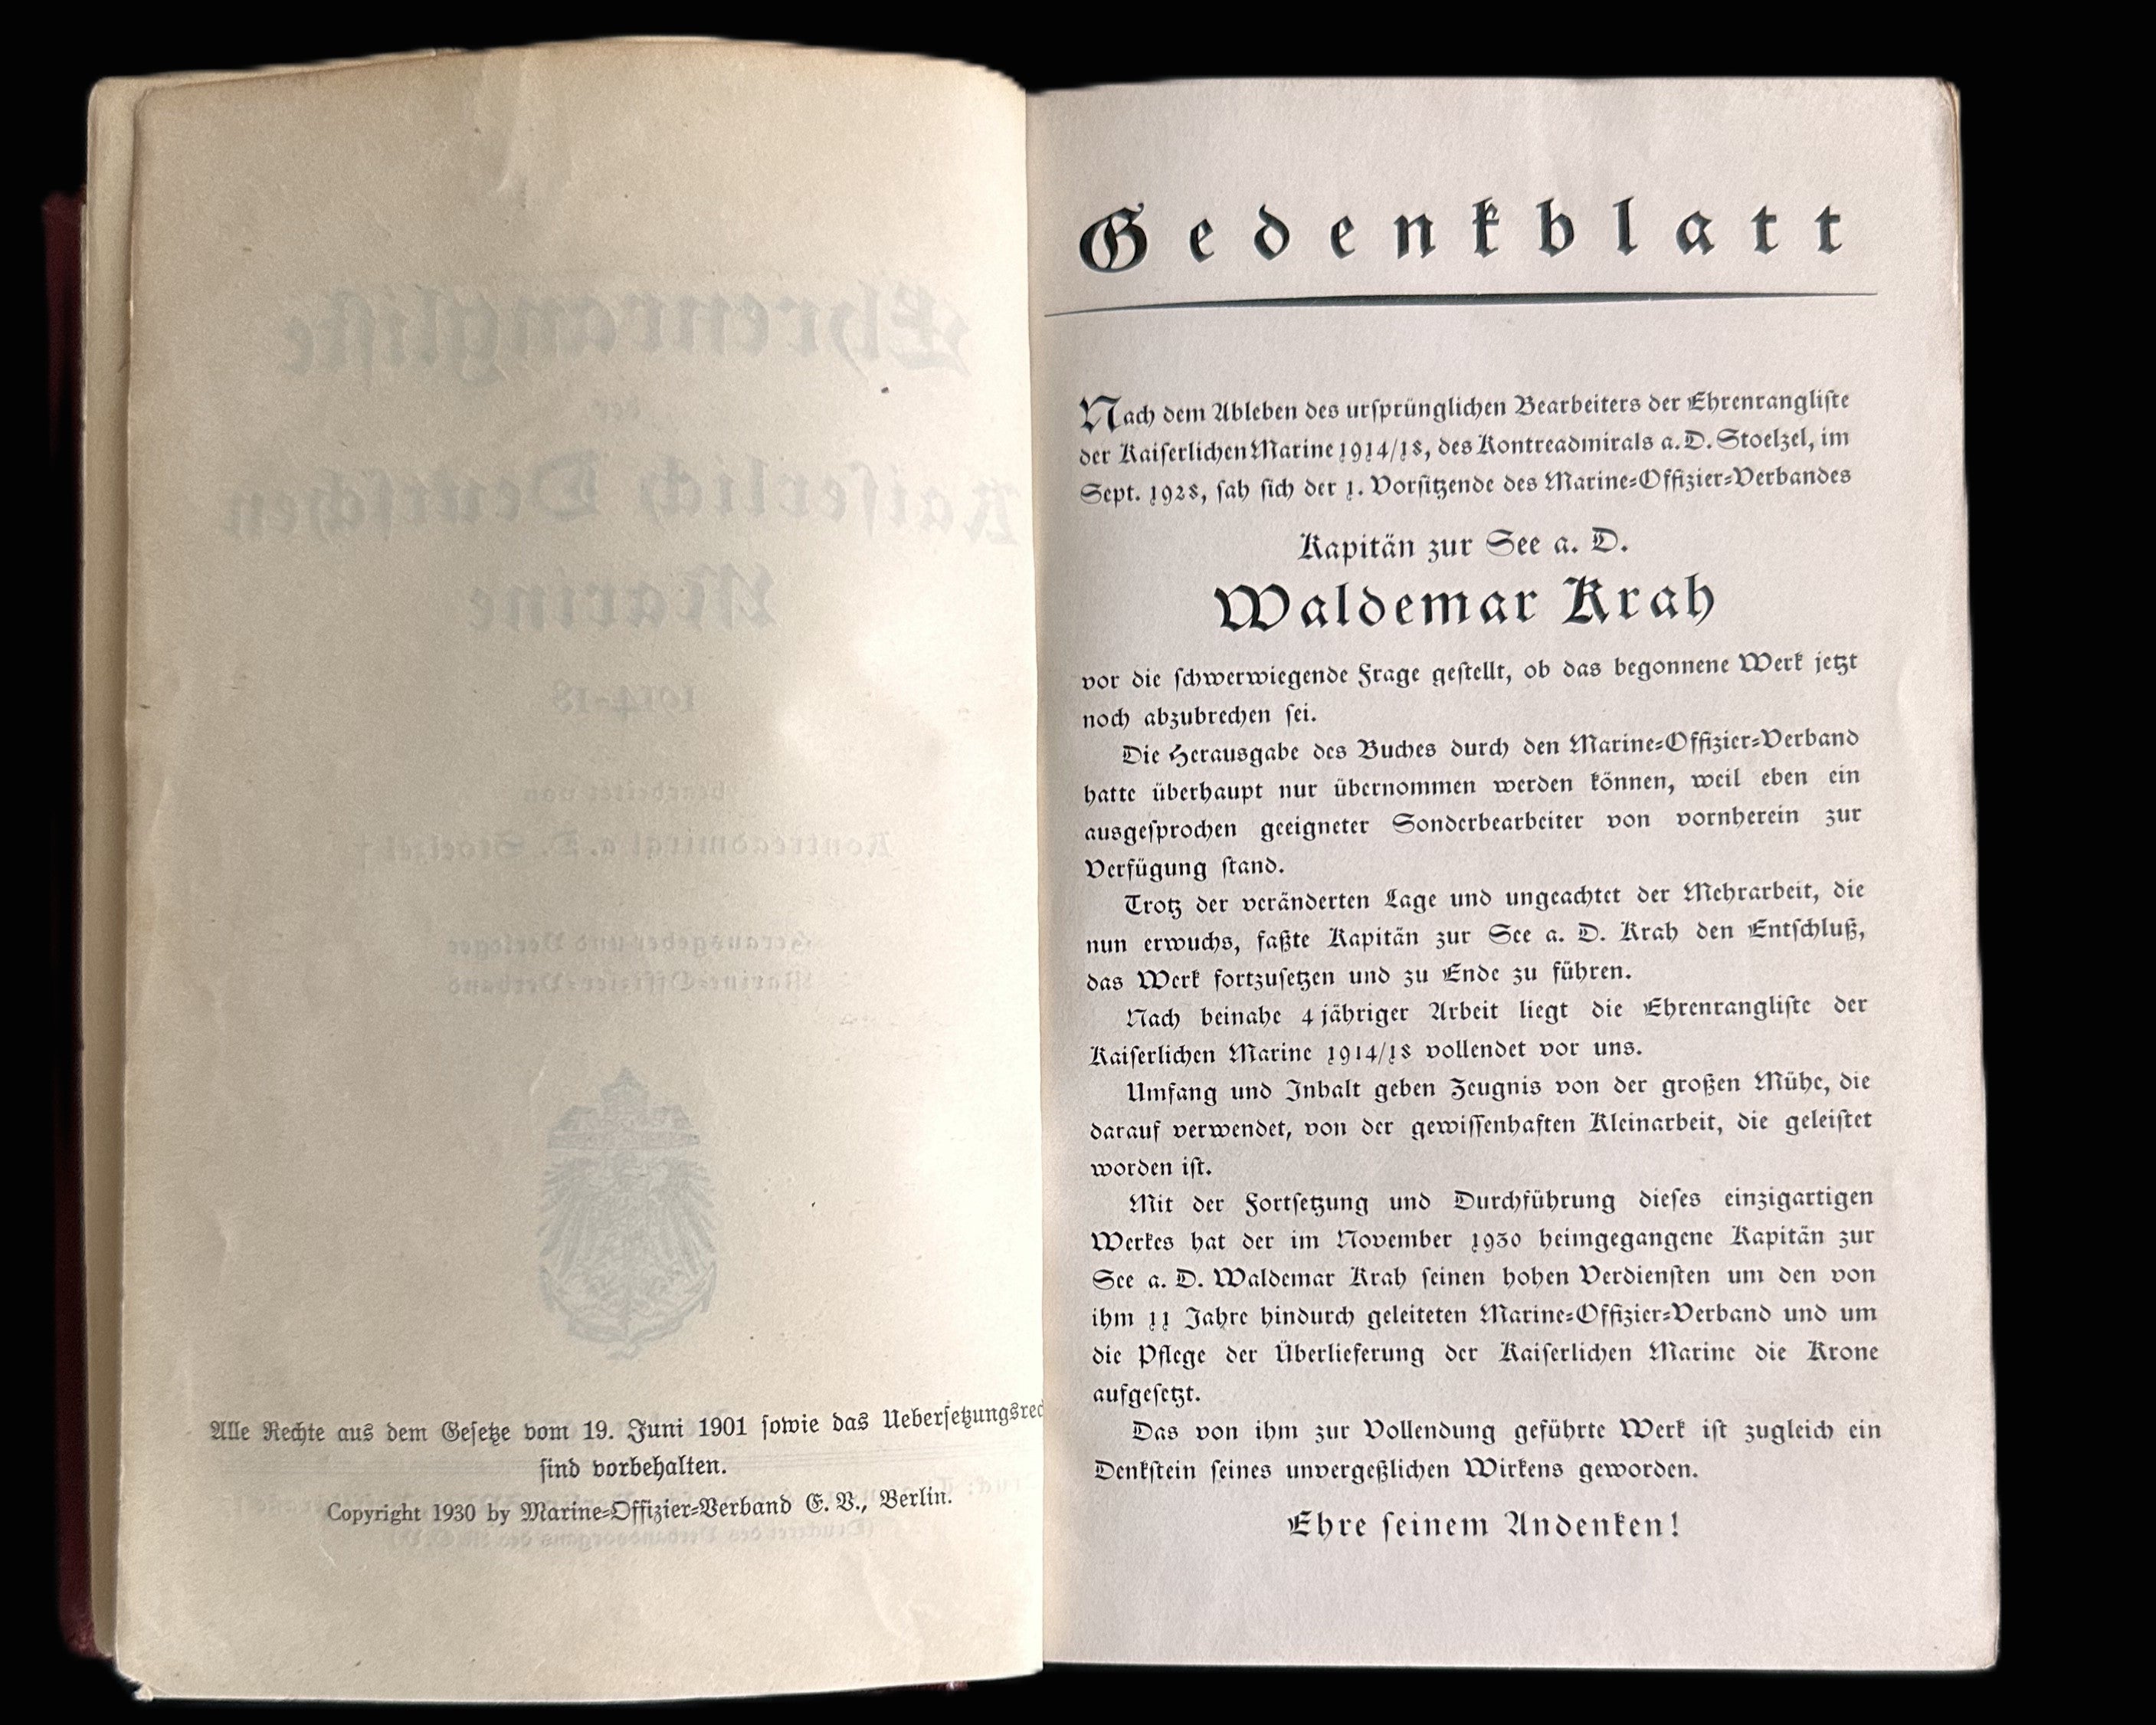 Alle Rechte aus dem Gesetze vom 19. Juni 1901 sowie das Uebersetzungsrec
sind vorbehalten.
Copyright 1930 by Marine-Offizier-Verband E. V., Berlin.
Gedenkblatt
Nach dem Ableben des ursprünglichen Bearbeiters der Ehrenrangliste
der Kaiserlichen Marine 1914/18, des Kontreadmirals a. D. Stoelzel, im
Sept. 1928, sah sich der 1. Vorsitzende des Marine-Offizier-Verbandes
Kapitän zur See a. D.
Waldemar Krah
vor die schwerwiegende Frage gestellt, ob das begonnene Werk jetzt
noch abzubrechen sei.
Die Herausgabe des Buches durch den Marine-Offizier-Verband
hatte überhaupt nur übernommen werden können, weil eben ein
ausgesprochen geeigneter Sonderbearbeiter von vornherein zur
Verfügung stand.
Trotz der veränderten Lage und ungeachtet der Mehrarbeit, die
nun erwuchs, faßte Kapitän zur See a. D. Krah den Entschluß,
das Werk fortzusetzen und zu Ende zu führen.
Nach beinahe 4 jähriger Arbeit liegt die Ehrenrangliste der
Kaiserlichen Marine 1914/18 vollendet vor uns.
Umfang und Inhalt geben Zeugnis von der großen Mühe, die
darauf verwendet, von der gewissenhaften Kleinarbeit, die geleistet
worden ist.
Mit der Fortsetzung und Durchführung dieses einzigartigen
Werkes hat der im November 1930 heimgegangene Kapitän zur
See a. D. Waldemar Krah seinen hohen Verdiensten um den von
ihm 11 Jahre hindurch geleiteten Marine-Offizier-Verband und um
die Pflege der Überlieferung der Kaiserlichen Marine die Krone
aufgesetzt.
Das von ihm zur Vollendung geführte Werk ist zugleich ein
Denkstein seines unvergeßlichen Wirkens geworden.
Ehre seinem Andenken!